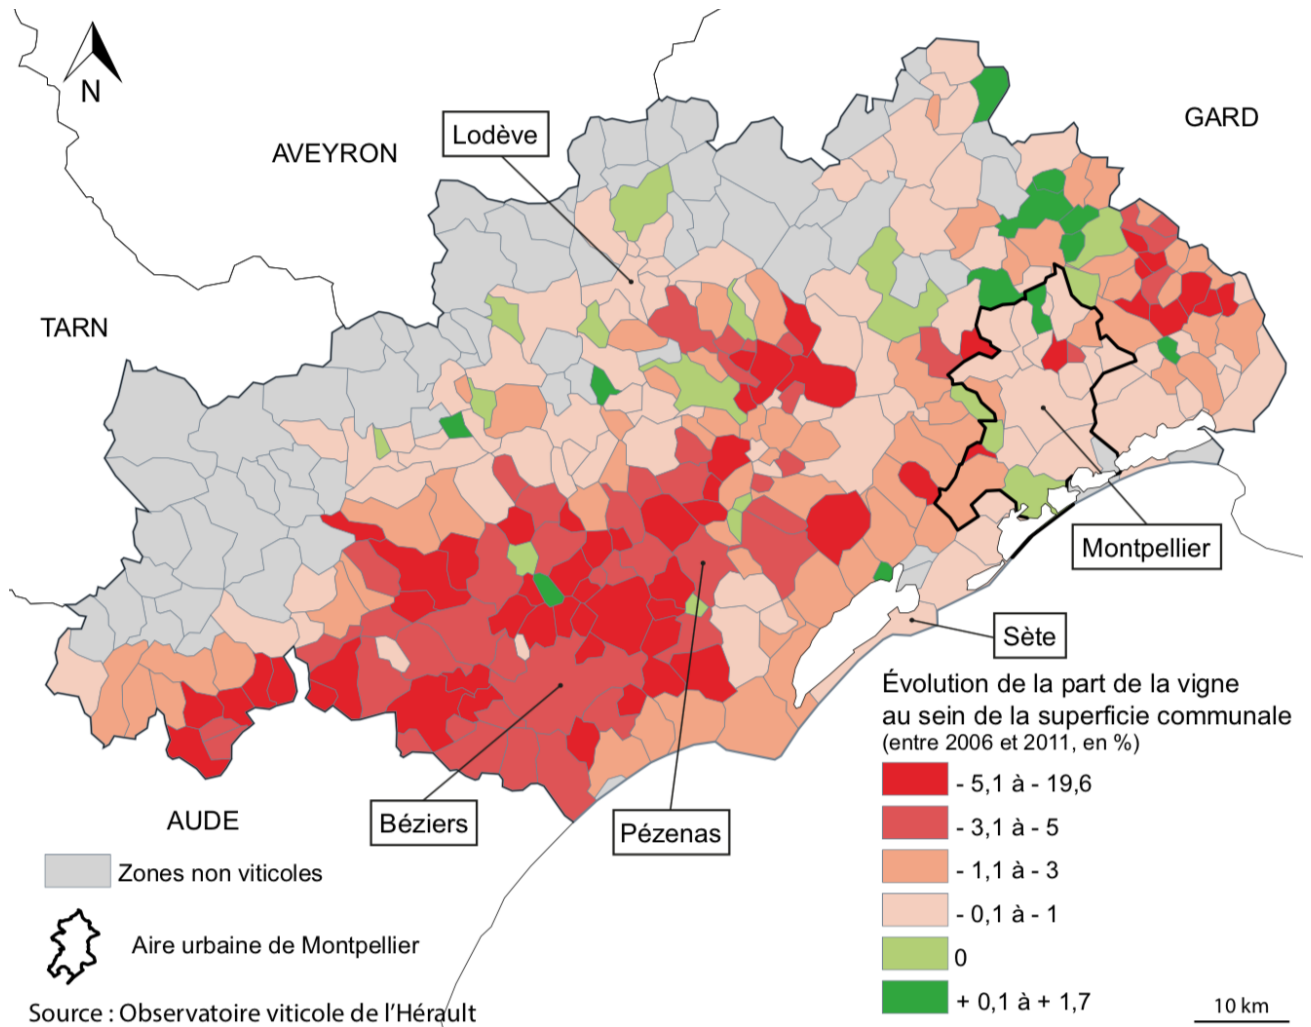 N
GARD
Lodève
AVEYRON
TARN
Montpellier
Sète
Évolution de la part de la vigne
au sein de la superficie communale
(entre 2006 et 2011, en %)
- 5,1 à - 19,6
- 3,1 à - 5
- 1,1 à - 3
- 0,1 à - 1
0
+ 0,1 à + 1,7
10 km
AUDE
Béziers
Pézenas
Zones non viticoles
Aire urbaine de Montpellier
Source : Observatoire viticole de l'Hérault